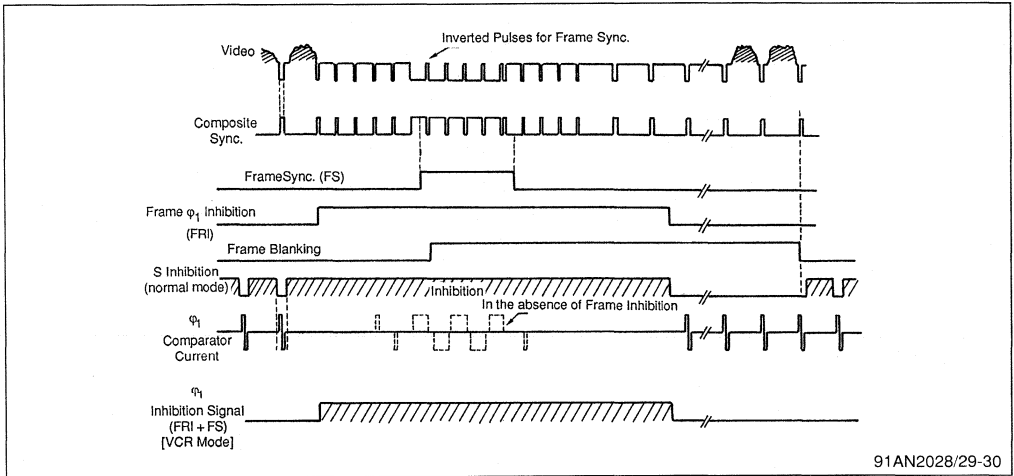 Inverted Pulses for Frame Sync.
Video
Composite
Sync.
FrameSync. (FS)
Frame φ1 Inhibition
(FRI)
Frame Blanking
S Inhibition
(normal mode)
Inhibition
In the absence of Frame Inhibition
φ1
Comparator
Current
φ1
Inhibition Signal
(FRI + FS)
[VCR Mode]
91AN2028/29-30